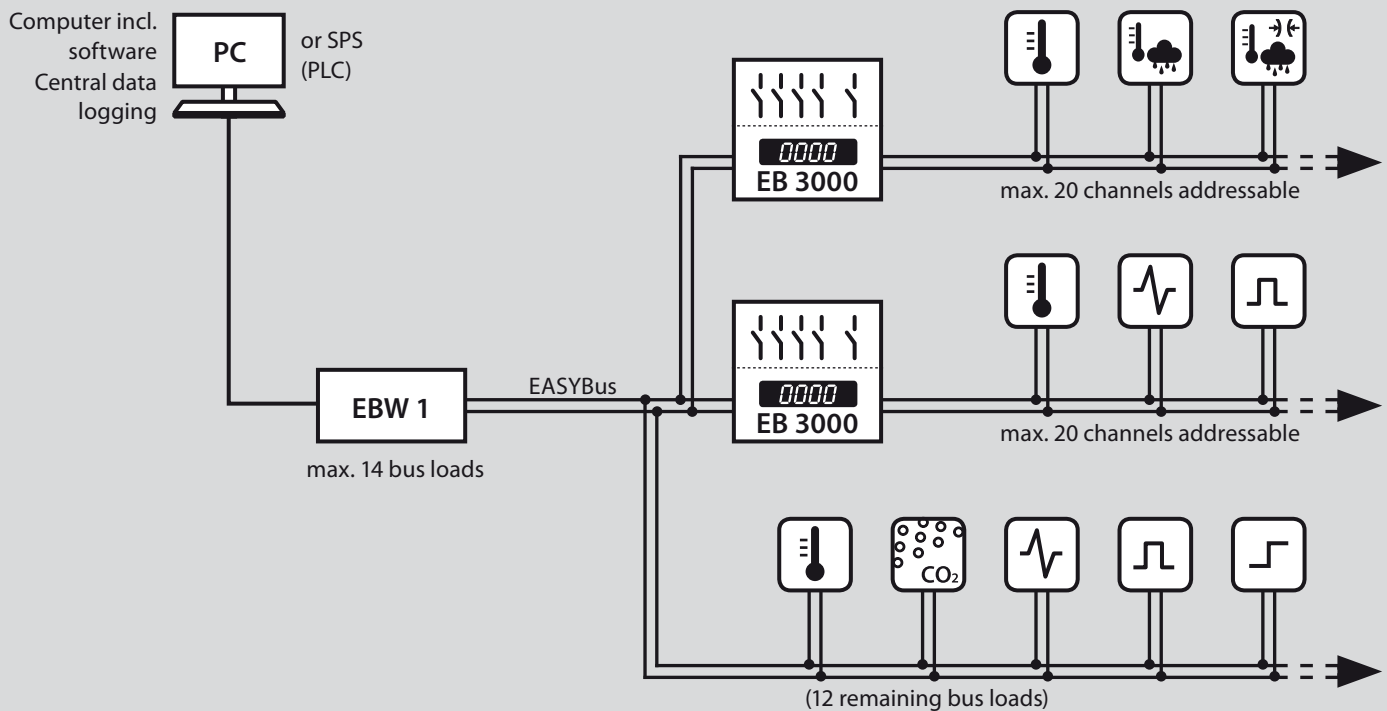 Computer incl.
software
Central data
logging
PC
or SPS
(PLC)
0000
EB 3000
max. 20 channels addressable
EASYBus
EBW 1
max. 14 bus loads
0000
EB 3000
max. 20 channels addressable
CO₂
(12 remaining bus loads)